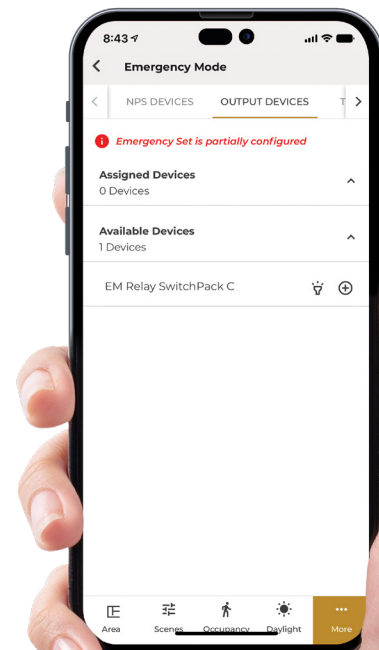 8:43
Emergency Mode
NPS DEVICES OUTPUT DEVICES T
Emergency Set is partially configured
Assigned Devices
0 Devices
Available Devices
1 Devices
EM Relay SwitchPack C
Area Scenes Occupancy Daylight More